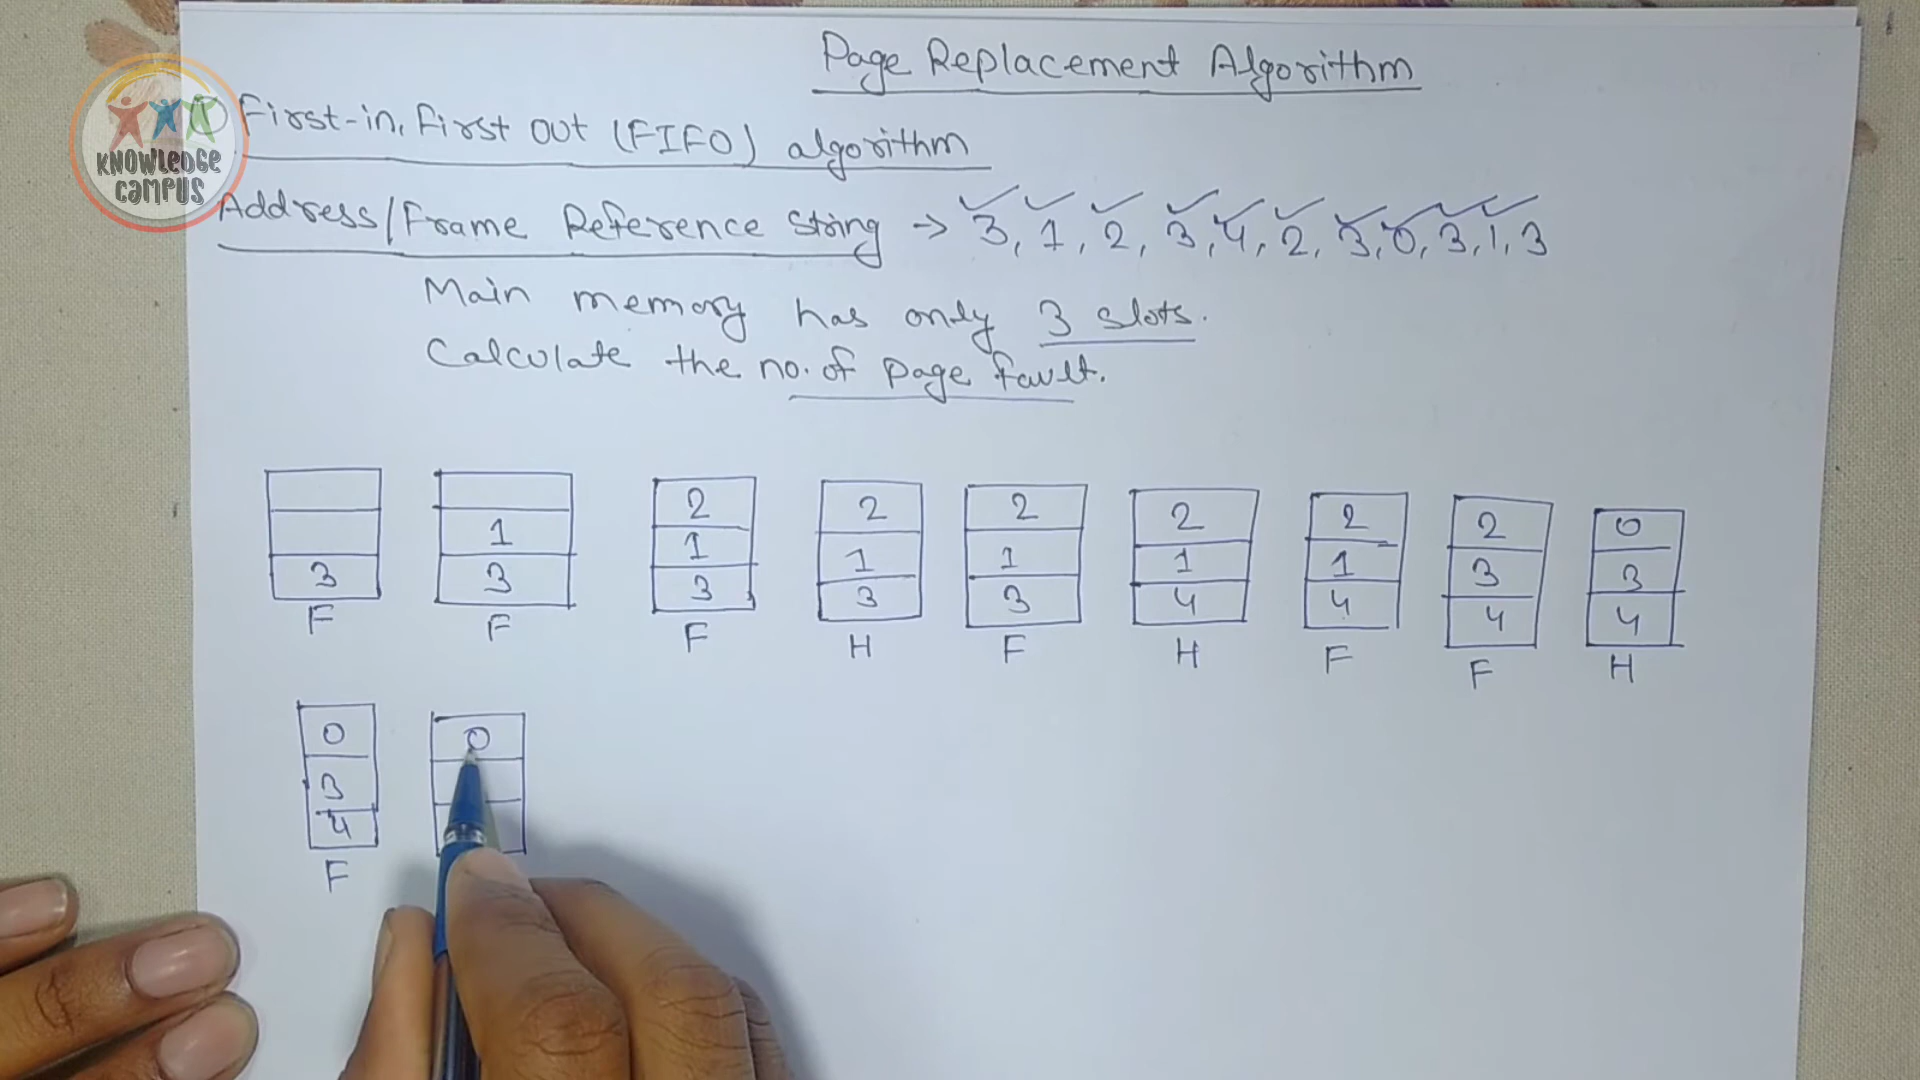 Page Replacement Algorithm
KNOWLEDGE
CAMPUS
① First-in, First Out (FIFO) algorithm
Address/Frame Reference String → 3, 1, 2, 3, 4, 2, 3, 0, 3, 1, 3
Main memory has only 3 slots.
Calculate the no. of page fault.
2 2 2 2 2 2 0
1 1 1 1 1 1 3 3
3 3 3 3 3 4 4 4 4
F F F H F H F F H
0 0
3
4
F